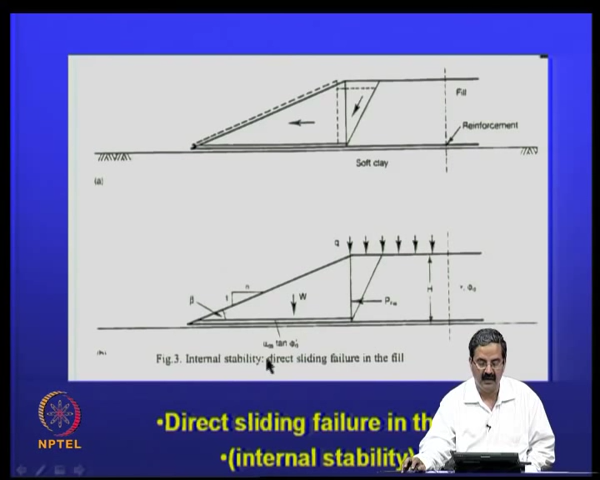 Fill
Reinforcement
Soft clay
(a)
q
n
1
β
W
H
Fig.3. Internal stability: direct sliding failure in the fill
NPTEL
•Direct sliding failure in th
•(internal stability)